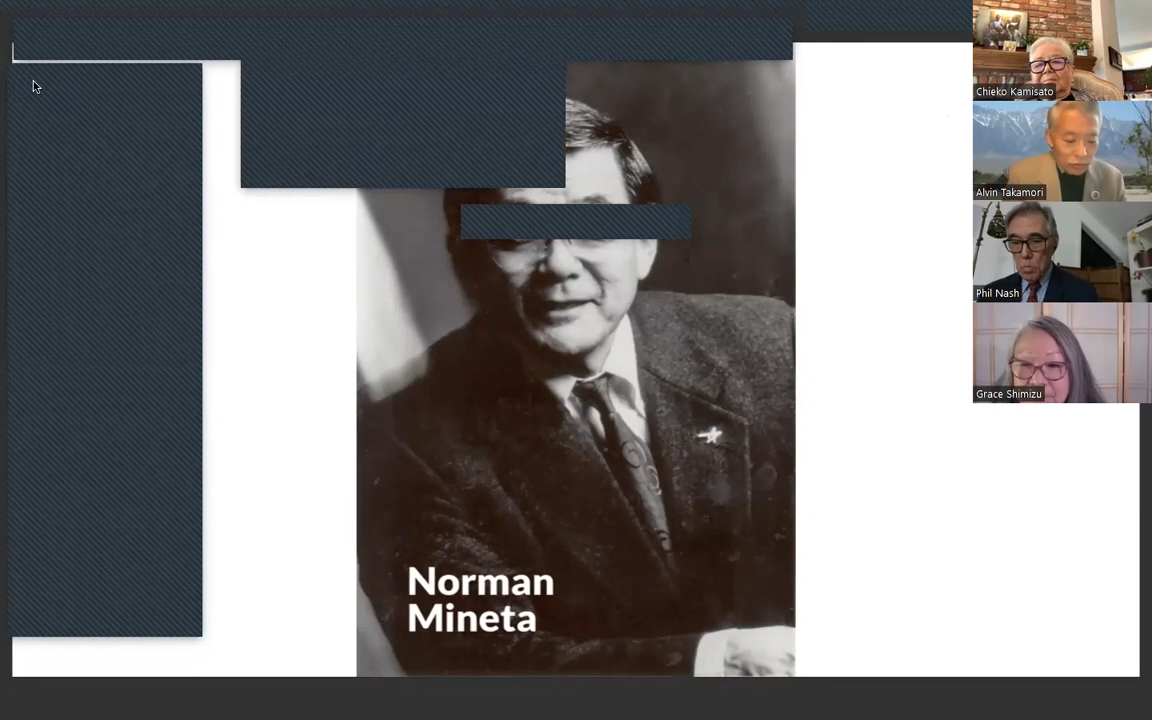 Norman
Mineta
Chieko Kamisato
Alvin Takamori
Phil Nash
Grace Shimizu